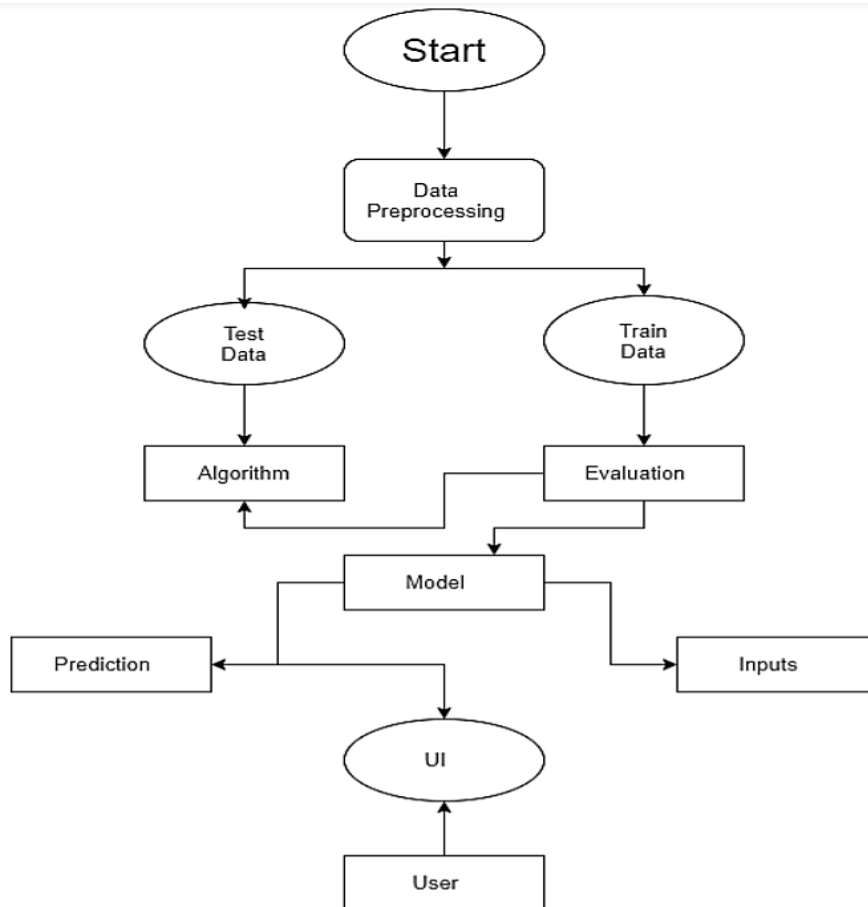 Start
Data
Preprocessing
Test
Data
Train
Data
Algorithm
Evaluation
Model
Prediction
Inputs
UI
User